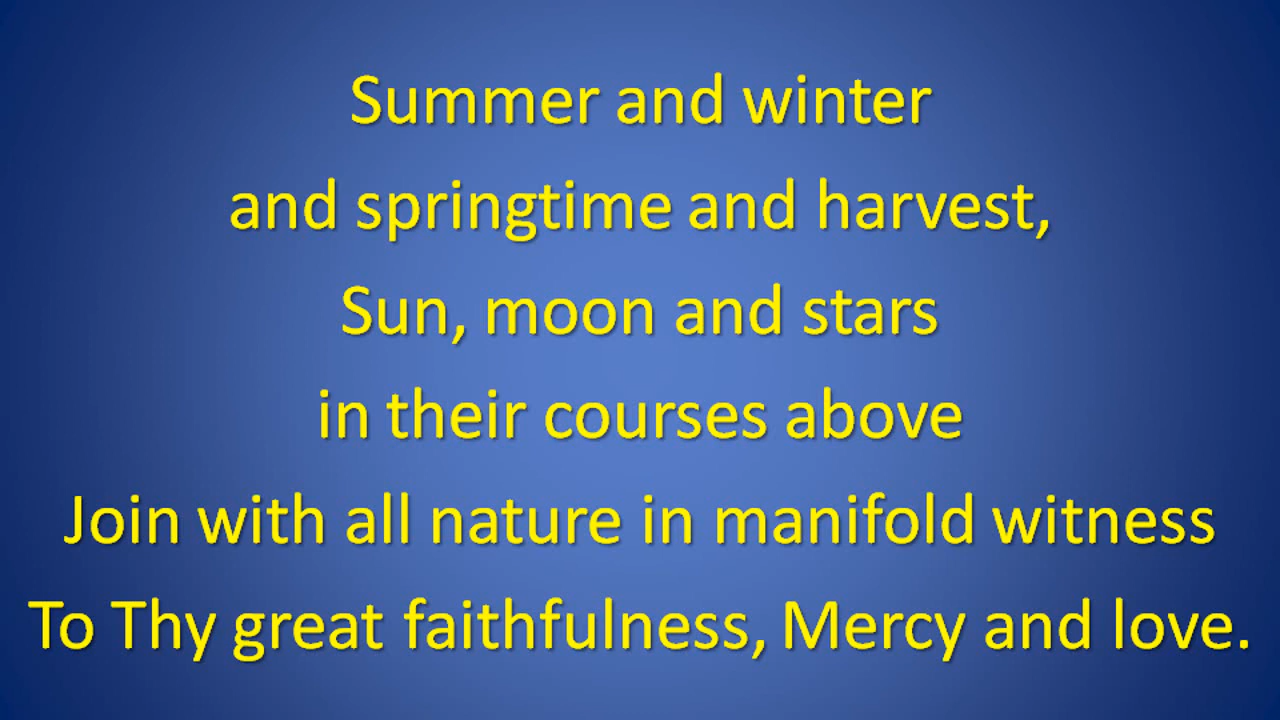 Summer and winter
and springtime and harvest,
Sun, moon and stars
in their courses above
Join with all nature in manifold witness
To Thy great faithfulness, Mercy and love.